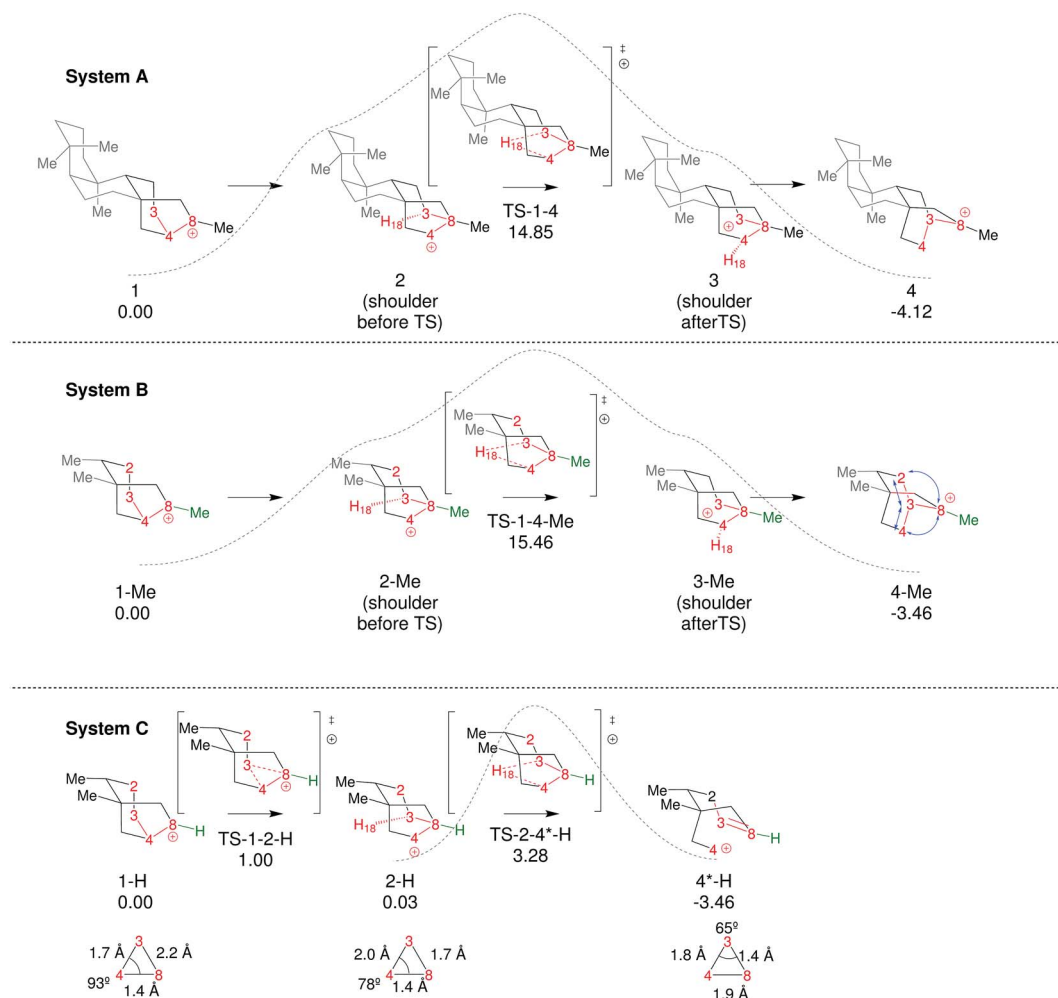 System A
‡
⊕
Me
Me
H18
3
4
8
Me
Me
Me
Me
3
4
8
⊕
Me
Me
Me
Me
H18
3
8
4
⊕
Me
TS-1-4
14.85
Me
Me
Me
3
⊕
8
4
H18
Me
Me
Me
Me
3
4
8
⊕
Me
1
0.00
2
(shoulder
before TS)
3
(shoulder
afterTS)
4
-4.12
System B
‡
⊕
Me
Me
2
3
H18
4
8
Me
Me
Me
2
3
4
8
⊕
Me
Me
Me
2
3
H18
8
4
⊕
Me
TS-1-4-Me
15.46
Me
Me
3
⊕
8
4
H18
Me
Me
Me
2
3
4
8
⊕
Me
1-Me
0.00
2-Me
(shoulder
before TS)
3-Me
(shoulder
afterTS)
4-Me
-3.46
System C
‡
⊕
Me
Me
2
3
4
8
⊕
H
‡
⊕
Me
Me
2
3
H18
4
8
H
Me
Me
2
3
4
8
⊕
H
TS-1-2-H
1.00
Me
Me
2
3
H18
8
4
⊕
H
TS-2-4*-H
3.28
Me
2
3
8
4
⊕
H
1-H
0.00
2-H
0.03
4*-H
-3.46
3
1.7 Å
2.2 Å
4
8
93º
1.4 Å
3
2.0 Å
1.7 Å
4
8
78º
1.4 Å
65º
3
1.8 Å
1.4 Å
4
8
1.9 Å